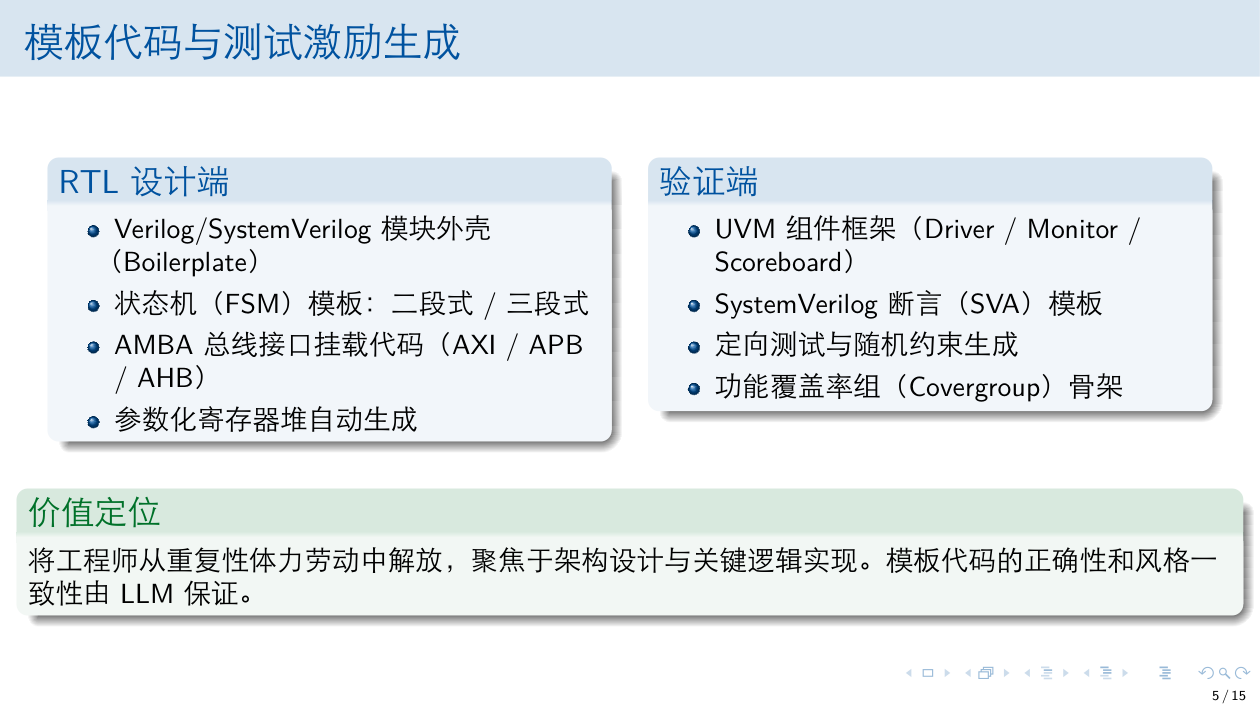 模板代码与测试激励生成
RTL 设计端
Verilog/SystemVerilog 模块外壳
（Boilerplate）
状态机（FSM）模板：二段式 / 三段式
AMBA 总线接口挂载代码（AXI / APB
/ AHB）
参数化寄存器堆自动生成
验证端
UVM 组件框架（Driver / Monitor /
Scoreboard）
SystemVerilog 断言（SVA）模板
定向测试与随机约束生成
功能覆盖率组（Covergroup）骨架
价值定位
将工程师从重复性体力劳动中解放，聚焦于架构设计与关键逻辑实现。模板代码的正确性和风格一
致性由 LLM 保证。
5 / 15